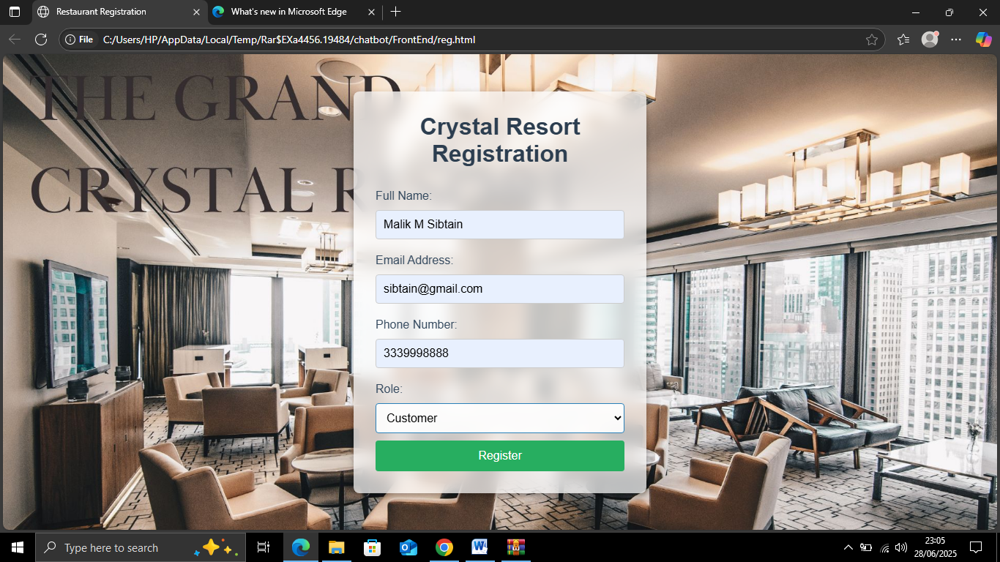 Restaurant Registration
What's new in Microsoft Edge
File
C:/Users/HP/AppData/Local/Temp/Rar$EXa4456.19484/chatbot/FrontEnd/reg.html
THE GRAND
CRYSTAL
Crystal Resort
Registration
Full Name:
Malik M Sibtain
Email Address:
sibtain@gmail.com
Phone Number:
3339998888
Role:
Customer
Register
Type here to search
23:05
28/06/2025